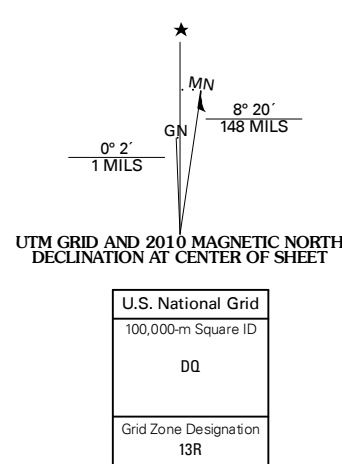 ★
MN
8° 20´
148 MILS
GN
0° 2´
1 MILS
UTM GRID AND 2010 MAGNETIC NORTH
DECLINATION AT CENTER OF SHEET
U.S. National Grid
100,000-m Square ID
DQ
Grid Zone Designation
13R